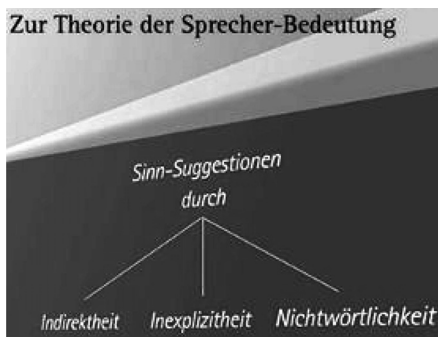 Zur Theorie der Sprecher-Bedeutung
Sinn-Suggestionen
durch
Indirektheit Inexplizitheit Nichtwörtlichkeit